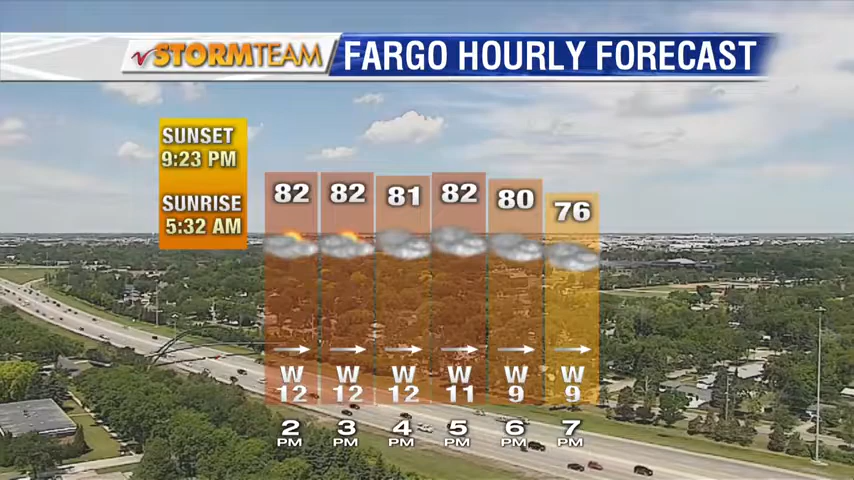 STORMTEAM
FARGO HOURLY FORECAST
SUNSET
9:23 PM
SUNRISE
5:32 AM
82 82 81 82 80 76
W W W W W W
12 12 12 11 9 9
2 3 4 5 6 7
PM PM PM PM PM PM